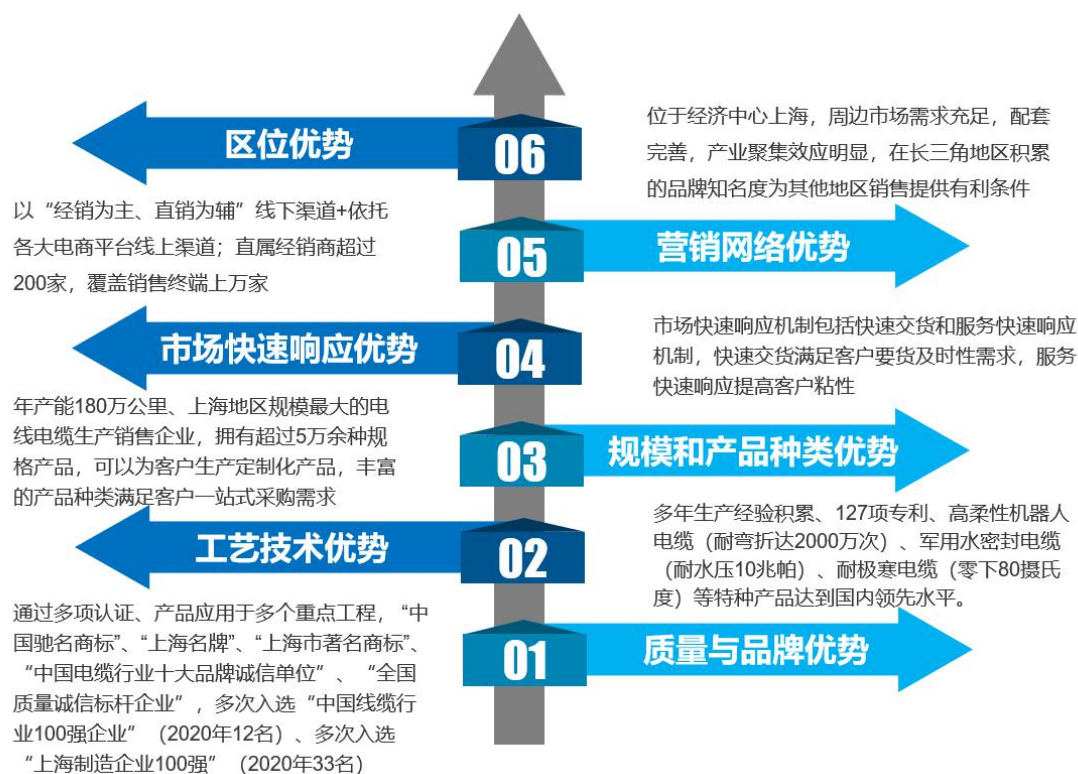 区位优势
06
位于经济中心上海，周边市场需求充足，配套
完善，产业聚集效应明显，在长三角地区积累
的品牌知名度为其他地区销售提供有利条件
以“经销为主、直销为辅”线下渠道+依托
各大电商平台线上渠道；直属经销商超过
200家，覆盖销售终端上万家
05
营销网络优势
市场快速响应优势
04
市场快速响应机制包括快速交货和服务快速响应
机制，快速交货满足客户要货及时性需求，服务
快速响应提高客户粘性
年产能180万公里、上海地区规模最大的电
线电缆生产销售企业，拥有超过5万余种规
格产品，可以为客户生产定制化产品，丰富
的产品种类满足客户一站式采购需求
03
规模和产品种类优势
工艺技术优势
02
多年生产经验积累、127项专利、高柔性机器人
电缆（耐弯折达2000万次）、军用水密封电缆
（耐水压10兆帕）、耐极寒电缆（零下80摄氏
度）等特种产品达到国内领先水平。
通过多项认证、产品应用于多个重点工程，“中
国驰名商标”、“上海名牌”、“上海市著名商标”、
“中国电缆行业十大品牌诚信单位”、“全国
质量诚信标杆企业”，多次入选“中国线缆行
业100强企业”（2020年12名）、多次入选
“上海制造企业100强”（2020年33名）
01
质量与品牌优势